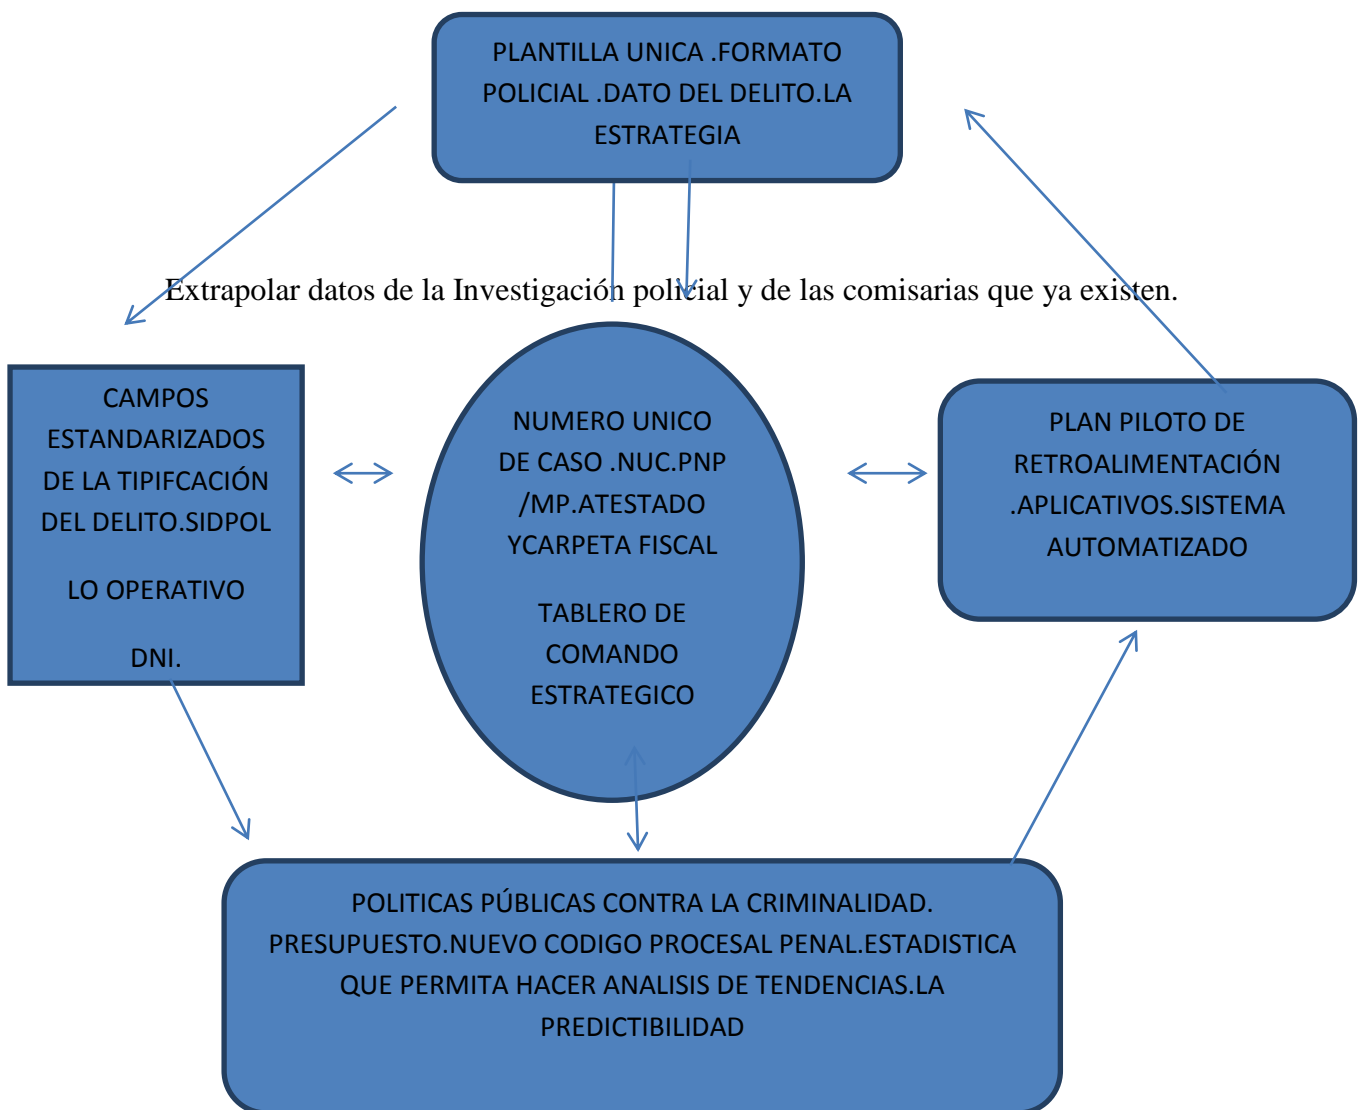 PLANTILLA UNICA .FORMATO
POLICIAL .DATO DEL DELITO.LA
ESTRATEGIA
Extrapolar datos de la Investigación policial y de las comisarias que ya existen.
CAMPOS
ESTANDARIZADOS
DE LA TIPIFCACIÓN
DEL DELITO.SIDPOL
LO OPERATIVO
DNI.
NUMERO UNICO
DE CASO .NUC.PNP
/MP.ATESTADO
YCARPETA FISCAL
TABLERO DE
COMANDO
ESTRATEGICO
PLAN PILOTO DE
RETROALIMENTACIÓN
.APLICATIVOS.SISTEMA
AUTOMATIZADO
POLITICAS PÚBLICAS CONTRA LA CRIMINALIDAD.
PRESUPUESTO.NUEVO CODIGO PROCESAL PENAL.ESTADISTICA
QUE PERMITA HACER ANALISIS DE TENDENCIAS.LA
PREDICTIBILIDAD